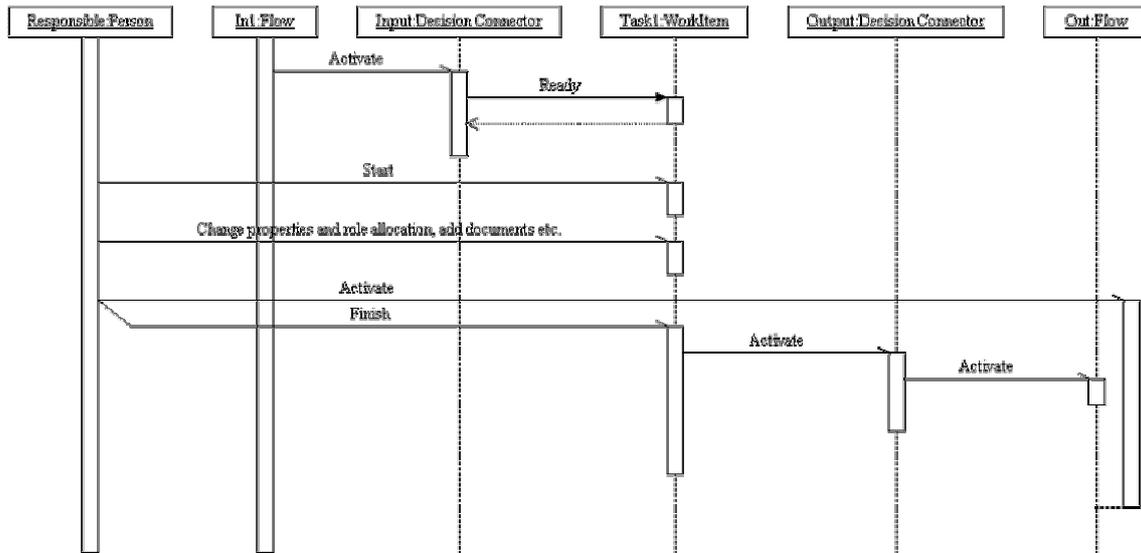 Responsible:Person
In1:Flow
Input:Decision Connector
Task1:WorkItem
Output:Decision Connector
Out:Flow
Activate
Ready
Start
Change properties and role allocation, add documents etc.
Activate
Finish
Activate
Activate